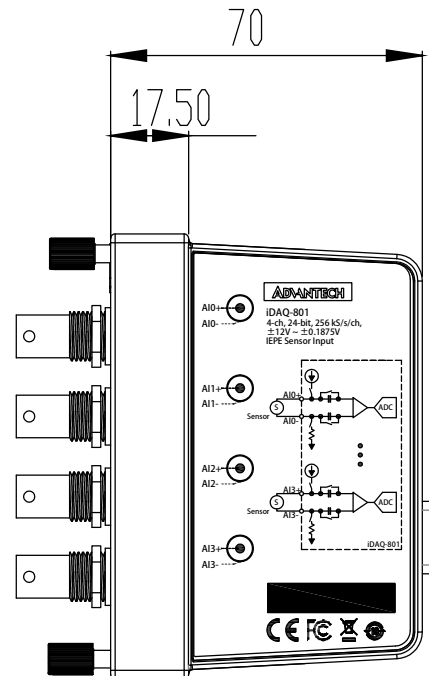 70
17.50
ADVANTECH
iDAQ-801
4-ch, 24-bit, 256 kS/s/ch,
±12V ~ ±0.1875V
IEPE Sensor Input
AI0+
AI0-
AI1+
AI1-
AI2+
AI2-
AI3+
AI3-
AI0+
S
ADC
Sensor
AI0-
AI3+
S
ADC
Sensor
AI3-
iDAQ-801
CE FC